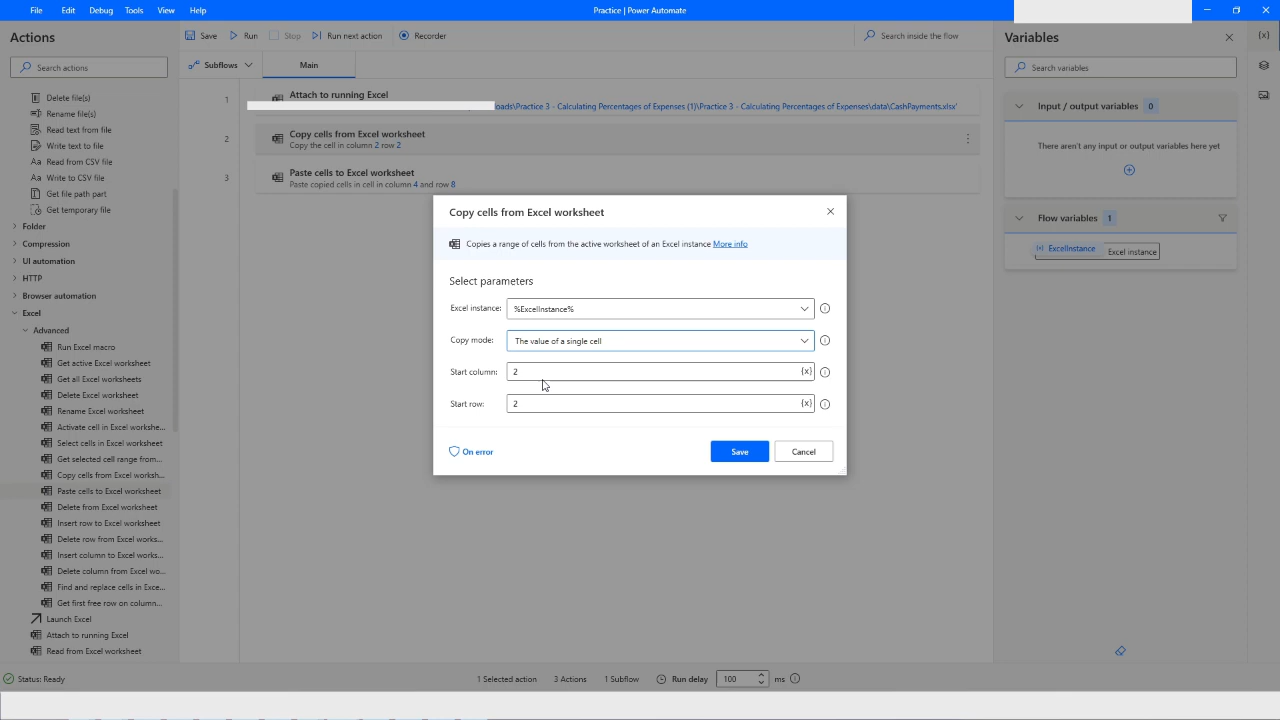 File Edit Debug View Tools Help
Practice | Power Automate
Actions
Search actions
Delete file(s)
Rename file(s)
Read text from file
Write text to file
Read from CSV file
Write to CSV file
Get file path part
Get temporary file
Folder
Compression
UI automation
HTTP
Browser automation
Excel
Advanced
Run Excel macro
Get active Excel worksheet
Get all Excel worksheets
Delete Excel worksheet
Rename Excel worksheet
Activate cell in Excel workshe...
Select cells in Excel worksheet
Get selected cell range from...
Copy cells from Excel worksh...
Paste cells to Excel worksheet
Delete from Excel worksheet
Insert row to Excel worksheet
Delete row from Excel works...
Insert column to Excel works...
Delete column from Excel wo...
Find and replace cells in Exce...
Get first free row on column...
Launch Excel
Attach to running Excel
Read from Excel worksheet
Save Run Stop Run next action Recorder
Search inside the flow
Subflows Main
1 Attach to running Excel
oads\Practice 3 - Calculating Percentages of Expenses (1)\Practice 3 - Calculating Percentages of Expenses\data\CashPayments.xlsx'
2 Copy cells from Excel worksheet
Copy the cell in column 2 row 2
3 Paste cells to Excel worksheet
Paste copied cells in cell in column 4 and row 8
Copy cells from Excel worksheet
Copies a range of cells from the active worksheet of an Excel instance More info
Select parameters
Excel instance: %ExcelInstance%
Copy mode: The value of a single cell
Start column: 2 {x}
Start row: 2 {x}
On error Save Cancel
Variables {x}
Search variables
Input / output variables 0
There aren't any input or output variables here yet
Flow variables 1
ExcelInstance Excel instance
Status: Ready 1 Selected action 3 Actions 1 Subflow Run delay 100 ms